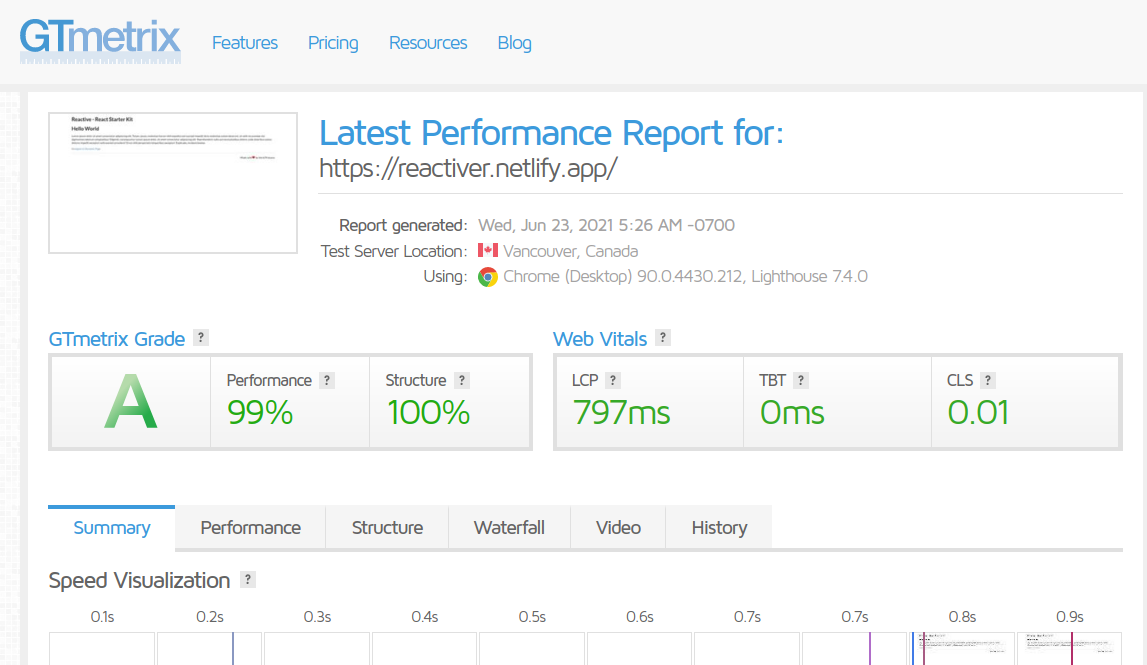 GTmetrix
Features Pricing Resources Blog
Reactive - React Starter Kit
Hello World
Latest Performance Report for:
https://reactiver.netlify.app/
Report generated: Wed, Jun 23, 2021 5:26 AM -0700
Test Server Location: Vancouver, Canada
Using: Chrome (Desktop) 90.0.4430.212, Lighthouse 7.4.0
GTmetrix Grade ?
Web Vitals ?
A
Performance ?
99%
Structure ?
100%
LCP ?
797ms
TBT ?
0ms
CLS ?
0.01
Summary Performance Structure Waterfall Video History
Speed Visualization ?
0.1s 0.2s 0.3s 0.4s 0.5s 0.6s 0.7s 0.7s 0.8s 0.9s